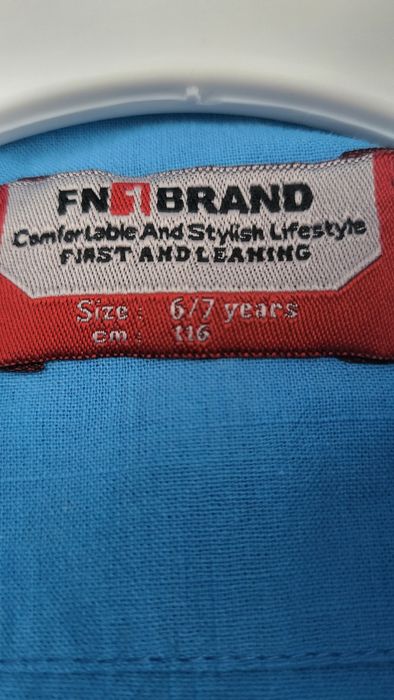 FN1BRAND
Comfortable And Stylish Lifestyle
FIRST AND LEANING
Size : 6/7 years
cm : 116